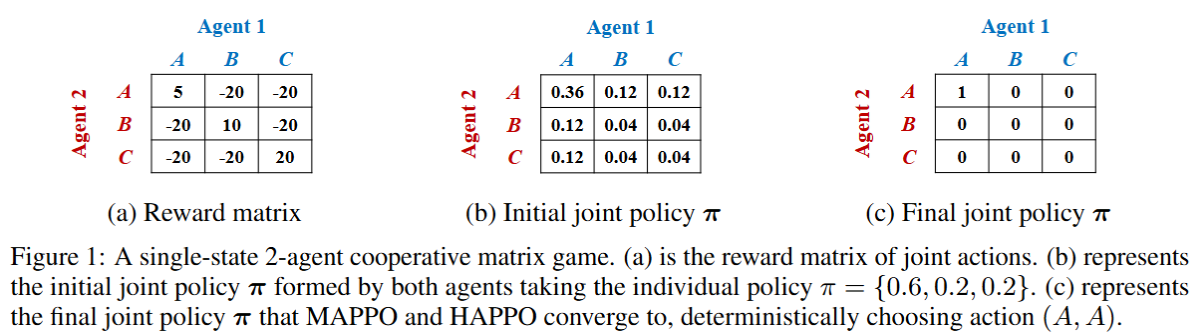 Agent 1 Agent 1 Agent 1
A B C A B C A B C
Agent 2 A 5 -20 -20 Agent 2 A 0.36 0.12 0.12 Agent 2 A 1 0 0
B -20 10 -20 B 0.12 0.04 0.04 B 0 0 0
C -20 -20 20 C 0.12 0.04 0.04 C 0 0 0
(a) Reward matrix (b) Initial joint policy π (c) Final joint policy π
Figure 1: A single-state 2-agent cooperative matrix game. (a) is the reward matrix of joint actions. (b) represents
the initial joint policy π formed by both agents taking the individual policy π = {0.6, 0.2, 0.2}. (c) represents
the final joint policy π that MAPPO and HAPPO converge to, deterministically choosing action (A, A).